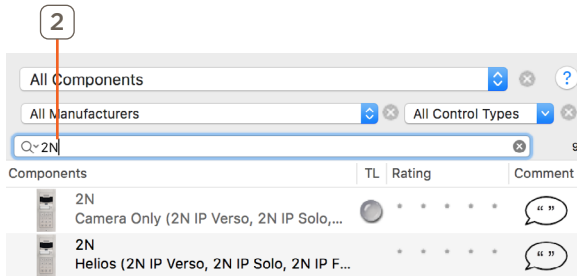 2
All Components
?
All Manufacturers
All Control Types
2N
9
Components TL Rating Comment
2N
Camera Only (2N IP Verso, 2N IP Solo,...
“ ”
2N
Helios (2N IP Verso, 2N IP Solo, 2N IP F...
“ ”